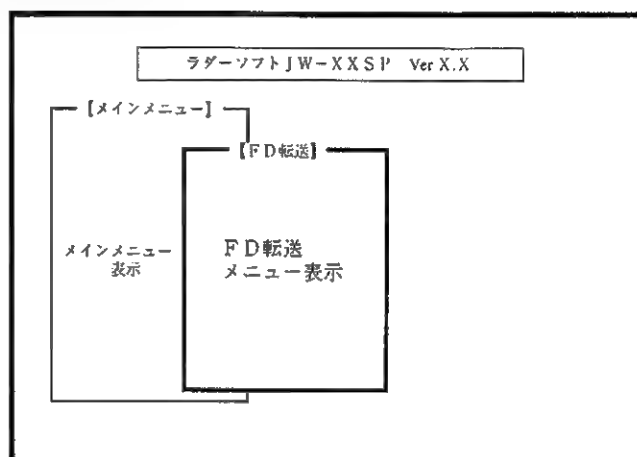 ラダーソフトJW-XXSP Ver X.X
【メインメニュー】
【FD転送】
メインメニュー
表示
FD転送
メニュー表示